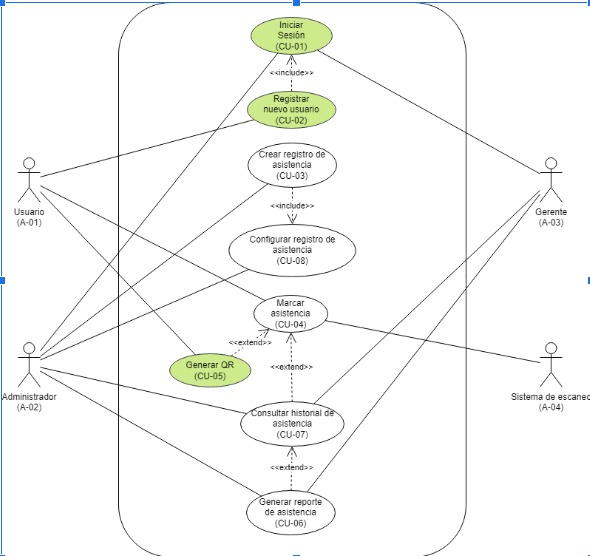 Iniciar
Sesión
(CU-01)
<<include>>
Registrar
nuevo usuario
(CU-02)
Crear registro de
asistencia
(CU-03)
Usuario
(A-01)
Gerente
(A-03)
<<include>>
Configurar registro de
asistencia
(CU-08)
Marcar
asistencia
(CU-04)
<<extend>>
Generar QR
(CU-05)
<<extend>>
Administrador
(A-02)
Sistema de escaneo
(A-04)
Consultar historial de
asistencia
(CU-07)
<<extend>>
Generar reporte
de asistencia
(CU-06)